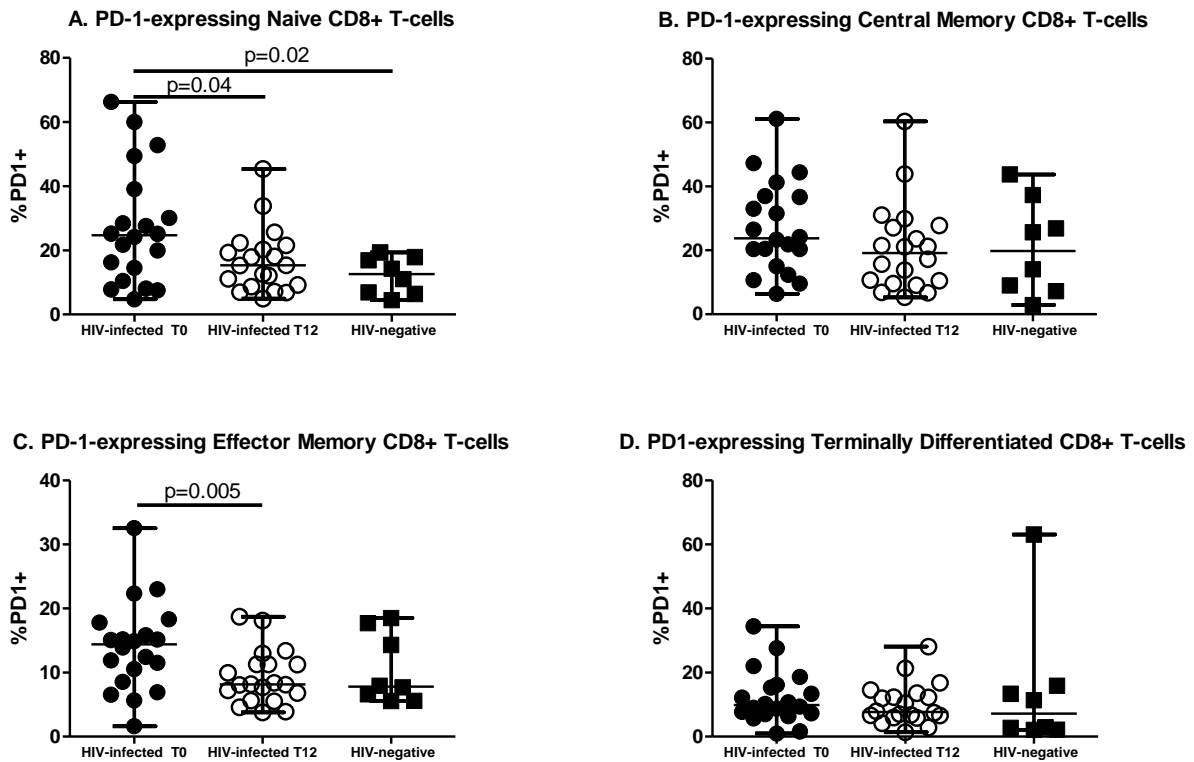 A. PD-1-expressing Naive CD8+ T-cells
80
60
40
20
0
%PD1+
p=0.02
p=0.04
HIV-infected T0
HIV-infected T12
HIV-negative
B. PD-1-expressing Central Memory CD8+ T-cells
80
60
40
20
0
%PD1+
HIV-infected T0
HIV-infected T12
HIV-negative
C. PD-1-expressing Effector Memory CD8+ T-cells
40
30
20
10
0
%PD1+
p=0.005
HIV-infected T0
HIV-infected T12
HIV-negative
D. PD1-expressing Terminally Differentiated CD8+ T-cells
80
60
40
20
0
%PD1+
HIV-infected T0
HIV-infected T12
HIV-negative